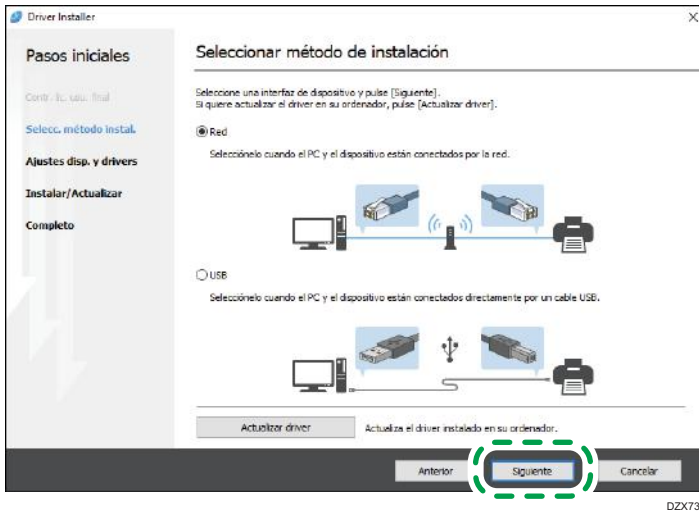 Driver Installer
Pasos iniciales
Contr. lic. usu. final
Selecc. método instal.
Ajustes disp. y drivers
Instalar/Actualizar
Completo
Seleccionar método de instalación
Seleccione una interfaz de dispositivo y pulse [Siguiente].
Si quiere actualizar el driver en su ordenador, pulse [Actualizar driver].
Red
Selecciónelo cuando el PC y el dispositivo están conectados por la red.
USB
Selecciónelo cuando el PC y el dispositivo están conectados directamente por un cable USB.
Actualizar driver
Actualiza el driver instalado en su ordenador.
Anterior
Siguiente
Cancelar
DZX73